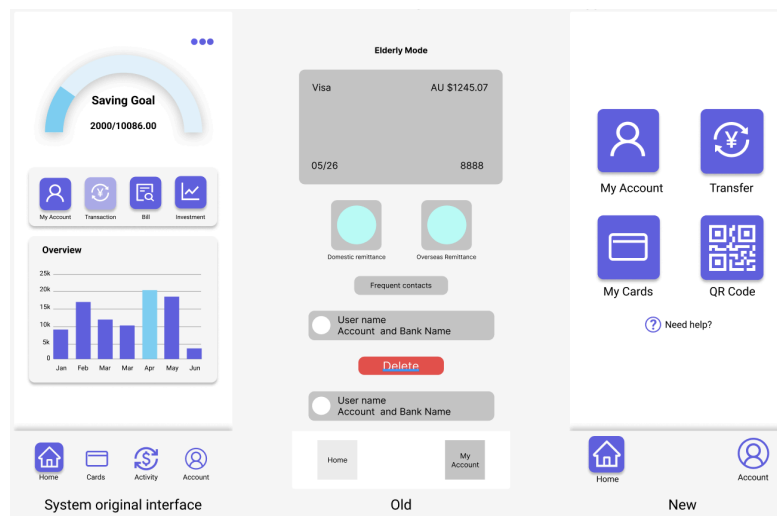 Saving Goal
2000/10086.00
My Account
Transaction
Bill
Investment
Overview
25k
20k
15k
10k
5k
0
Jan Feb Mar Mar Apr May Jun
Home
Cards
Activity
Account
System original interface
Elderly Mode
Visa AU $1245.07
05/26 8888
Domestic remittance
Overseas Remittance
Frequent contacts
User name
Account and Bank Name
Delete
User name
Account and Bank Name
Home
My
Account
Old
My Account
Transfer
My Cards
QR Code
? Need help?
Home
Account
New